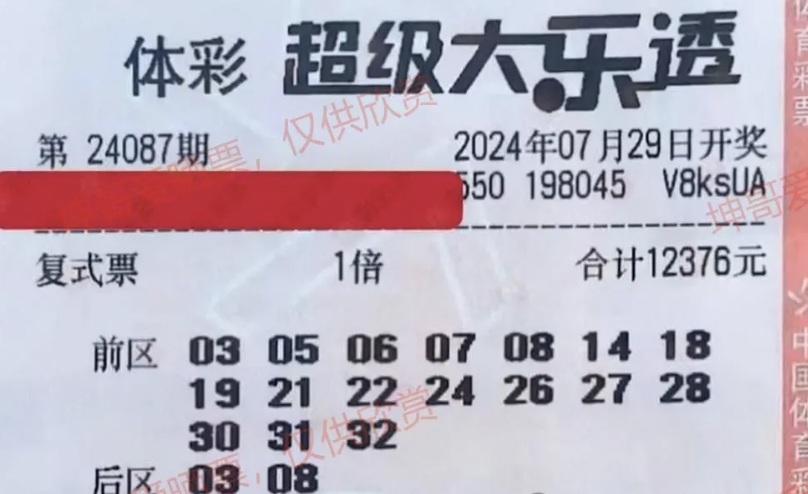 体彩 超级大乐透
第 24087期 2024年07月29日开奖
550 198045 V8ksUA
复式票 1倍 合计12376元
前区 03 05 06 07 08 14 18
19 21 22 24 26 27 28
30 31 32
后区 03 08
仅供欣赏
坤哥爱
仅供欣赏
体育彩票
中国体育彩